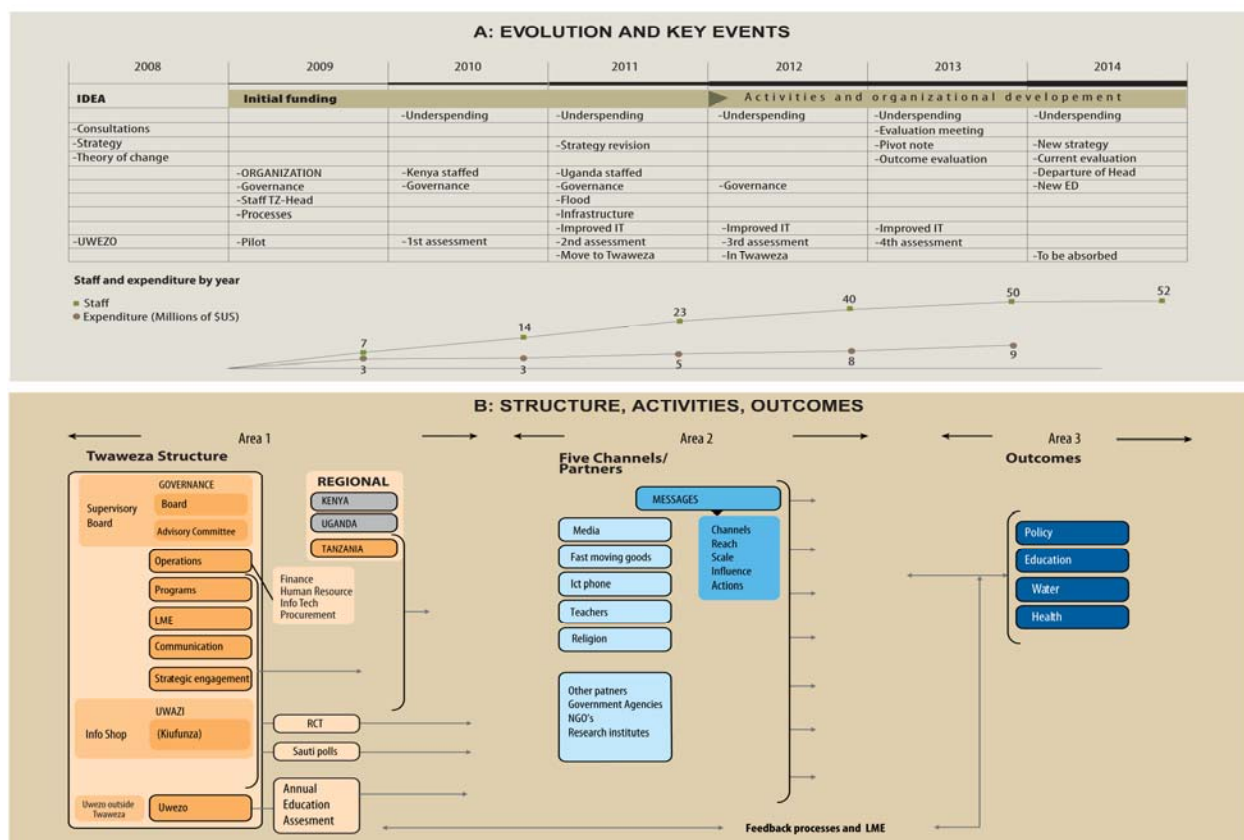 A: EVOLUTION AND KEY EVENTS
2008 2009 2010 2011 2012 2013 2014
IDEA Initial funding Activities and organizational developement
-Underspending -Underspending -Underspending -Underspending -Underspending
-Consultations -Evaluation meeting
-Strategy -Strategy revision -Pivot note -New strategy
-Theory of change -Outcome evaluation -Current evaluation
-ORGANIZATION -Kenya staffed -Uganda staffed -Departure of Head
-Governance -Governance -Governance -Governance -New ED
-Staff TZ-Head -Flood
-Processes -Infrastructure
-Improved IT -Improved IT -Improved IT
-UWEZO -Pilot -1st assessment -2nd assessment -3rd assessment -4th assessment
-Move to Twaweza -In Twaweza -To be absorbed
Staff and expenditure by year
Staff
Expenditure (Millions of $US)
7 14 23 40 50 52
3 3 5 8 9
B: STRUCTURE, ACTIVITIES, OUTCOMES
Area 1 Area 2 Area 3
Twaweza Structure
GOVERNANCE
Supervisory
Board
Board
Advisory Committee
Operations
Programs
LME
Communication
Strategic engagement
UWAZI
Info Shop
(Kiufunza)
Uwezo outside
Twaweza
Uwezo
REGIONAL
KENYA
UGANDA
TANZANIA
Finance
Human Resource
Info Tech
Procurement
RCT
Sauti polls
Annual
Education
Assesment
Five Channels/
Partners
MESSAGES
Media
Fast moving goods
Ict phone
Teachers
Religion
Channels
Reach
Scale
Influence
Actions
Other patners
Government Agencies
NGO's
Research institutes
Outcomes
Policy
Education
Water
Health
Feedback processes and LME